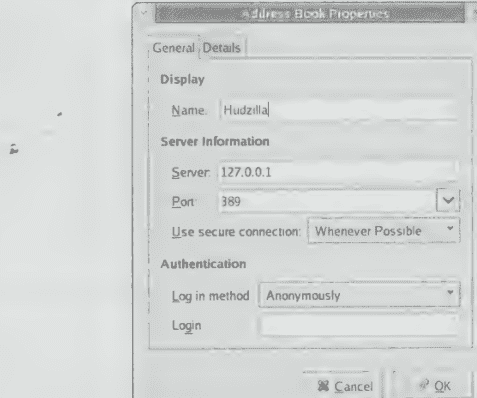 Address Book Properties
General Details
Display
Name: Hudzilla
Server Information
Server: 127.0.0.1
Port: 389
Use secure connection: Whenever Possible
Authentication
Log in method Anonymously
Login
Cancel OK